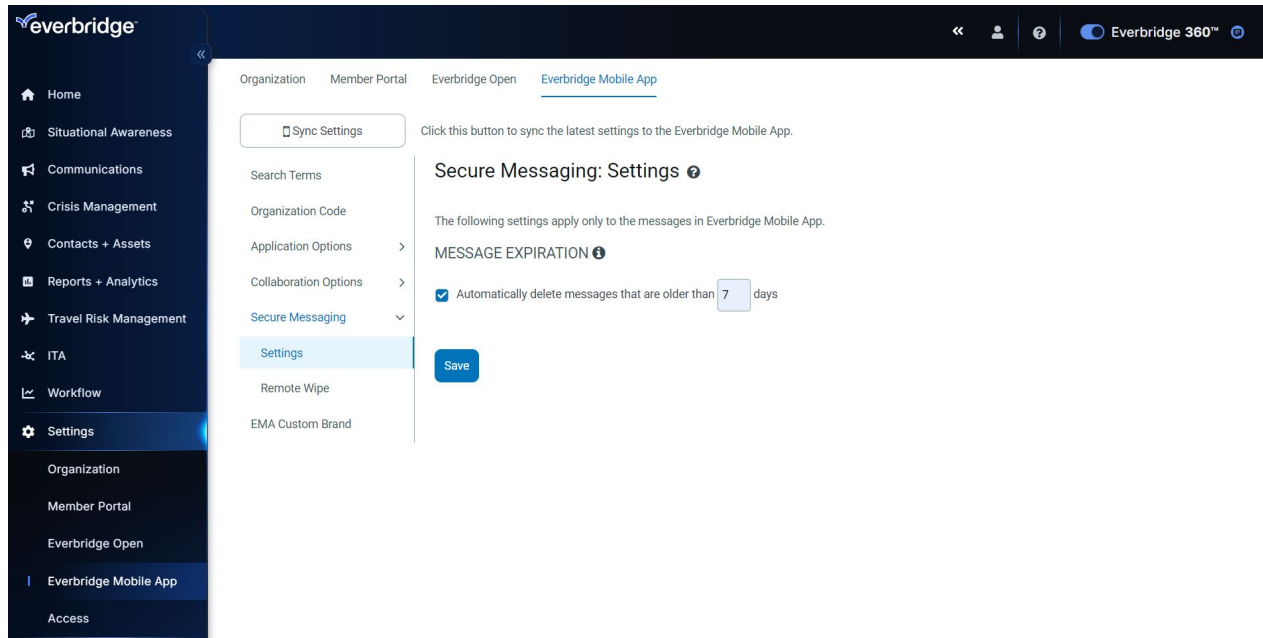 everbridge
Everbridge 360™
Home
Situational Awareness
Communications
Crisis Management
Contacts + Assets
Reports + Analytics
Travel Risk Management
ITA
Workflow
Settings
Organization
Member Portal
Everbridge Open
Everbridge Mobile App
Access
Organization Member Portal Everbridge Open Everbridge Mobile App
Sync Settings Click this button to sync the latest settings to the Everbridge Mobile App.
Search Terms
Organization Code
Application Options
Collaboration Options
Secure Messaging
Settings
Remote Wipe
EMA Custom Brand
Secure Messaging: Settings
The following settings apply only to the messages in Everbridge Mobile App.
MESSAGE EXPIRATION
Automatically delete messages that are older than 7 days
Save